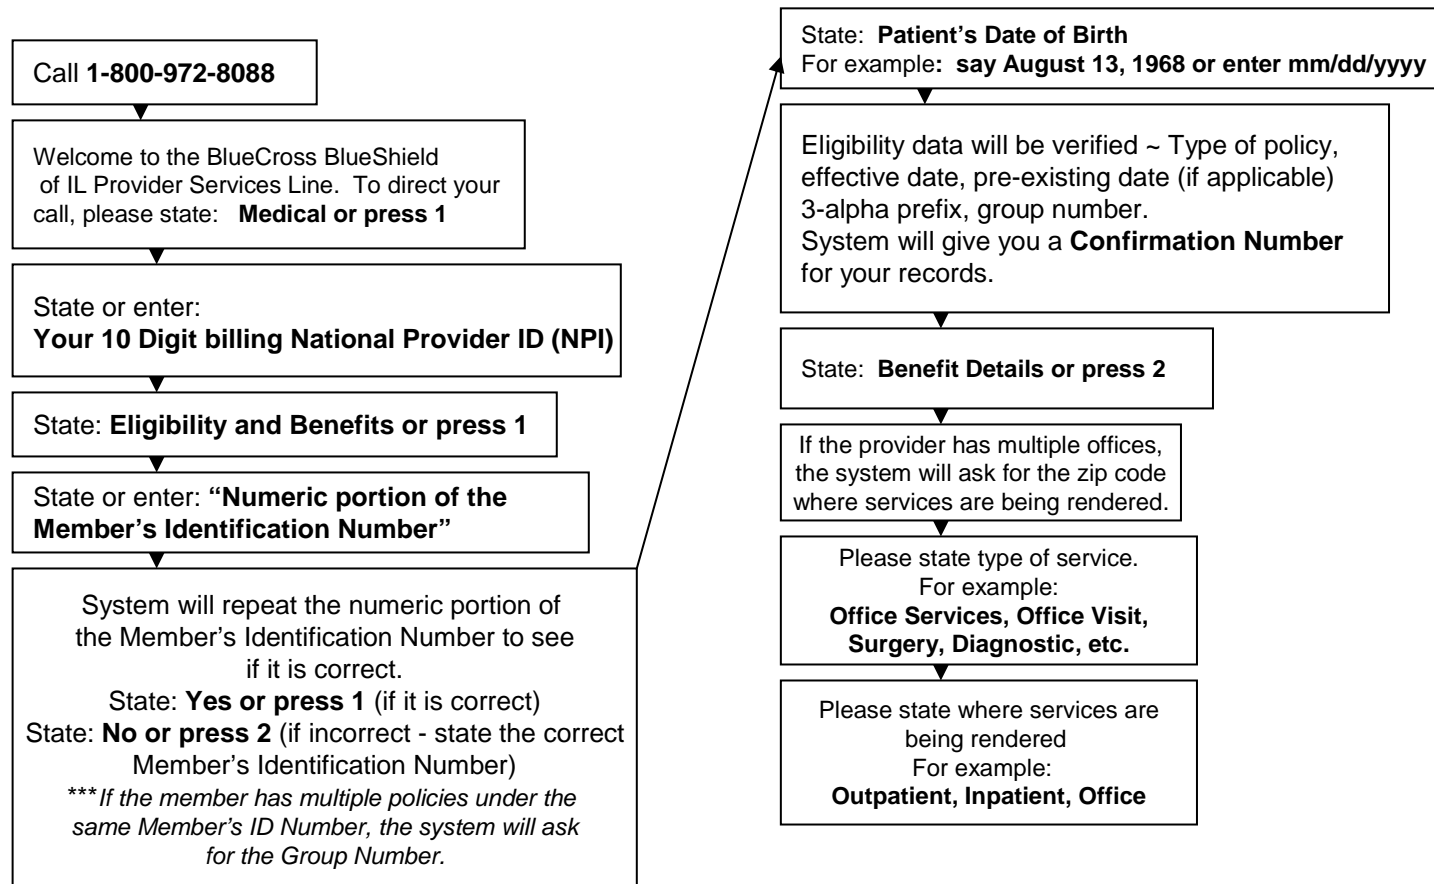 Call 1-800-972-8088
Welcome to the BlueCross BlueShield
of IL Provider Services Line. To direct your
call, please state: Medical or press 1
State or enter:
Your 10 Digit billing National Provider ID (NPI)
State: Eligibility and Benefits or press 1
State or enter: “Numeric portion of the
Member’s Identification Number”
System will repeat the numeric portion of
the Member’s Identification Number to see
if it is correct.
State: Yes or press 1 (if it is correct)
State: No or press 2 (if incorrect - state the correct
Member’s Identification Number)
***If the member has multiple policies under the
same Member’s ID Number, the system will ask
for the Group Number.
State: Patient’s Date of Birth
For example: say August 13, 1968 or enter mm/dd/yyyy
Eligibility data will be verified ~ Type of policy,
effective date, pre-existing date (if applicable)
3-alpha prefix, group number.
System will give you a Confirmation Number
for your records.
State: Benefit Details or press 2
If the provider has multiple offices,
the system will ask for the zip code
where services are being rendered.
Please state type of service.
For example:
Office Services, Office Visit,
Surgery, Diagnostic, etc.
Please state where services are
being rendered
For example:
Outpatient, Inpatient, Office